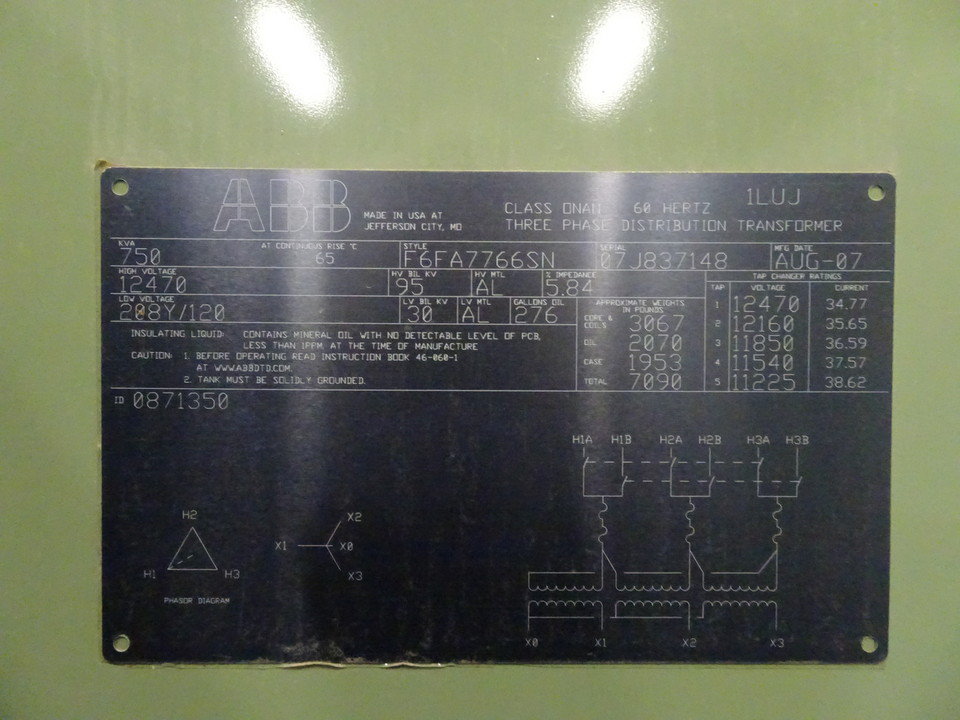 ABB
MADE IN USA AT
JEFFERSON CITY, MO
CLASS ONAN 60 HERTZ 1LUJ
THREE PHASE DISTRIBUTION TRANSFORMER
KVA
750
AT CONTINUOUS RISE °C
65
STYLE
F6FA7766SN
SERIAL
07J837148
MFG DATE
AUG-07
HIGH VOLTAGE
12470
HV BIL KV
95
HV MTL
AL
% IMPEDANCE
5.84
LOW VOLTAGE
208Y/120
LV BIL KV
30
LV MTL
AL
GALLONS OIL
276
APPROXIMATE WEIGHTS
IN POUNDS
CORE & COILS 3067
OIL 2070
CASE 1953
TOTAL 7090
TAP CHANGER RATINGS
TAP VOLTAGE CURRENT
1 12470 34.77
2 12160 35.65
3 11850 36.59
4 11540 37.57
5 11225 38.62
INSULATING LIQUID: CONTAINS MINERAL OIL WITH NO DETECTABLE LEVEL OF PCB,
LESS THAN 1PPM, AT THE TIME OF MANUFACTURE
CAUTION: 1. BEFORE OPERATING READ INSTRUCTION BOOK 46-060-1
AT WWW.ABBDTD.COM.
2. TANK MUST BE SOLIDLY GROUNDED.
ID 0871350
H1A H1B H2A H2B H3A H3B
H2
H1 H3
PHASOR DIAGRAM
X2
X1 X0
X3
X0 X1 X2 X3